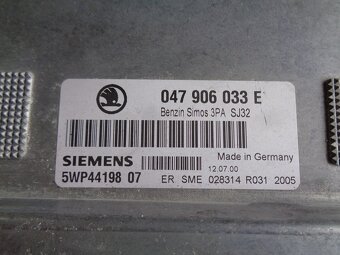 047 906 033 E
Benzin Simos 3PA SJ32
SIEMENS
Made in Germany
12.07.00
5WP44198 07
ER SME 028314 R031 2005